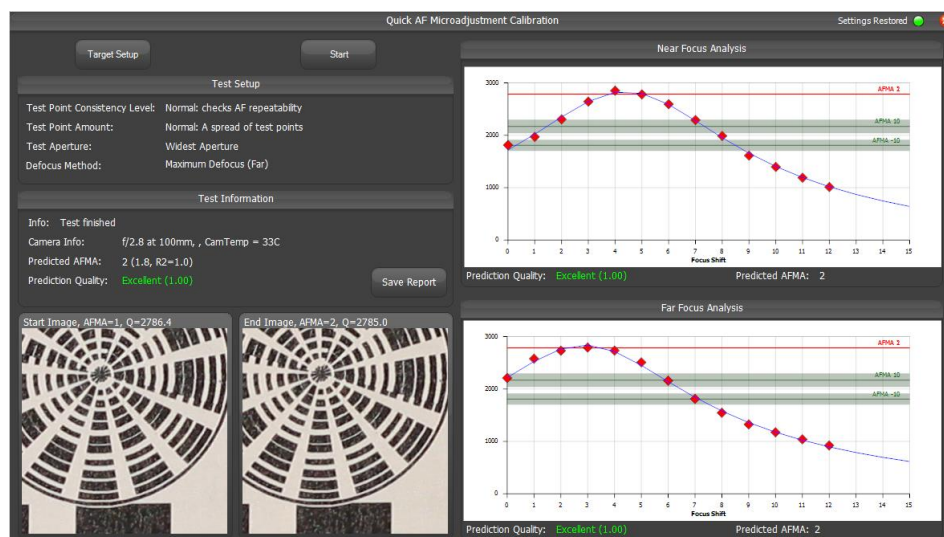 Quick AF Microadjustment Calibration
Settings Restored
Target Setup
Start
Test Setup
Test Point Consistency Level: Normal: checks AF repeatability
Test Point Amount: Normal: A spread of test points
Test Aperture: Widest Aperture
Defocus Method: Maximum Defocus (Far)
Test Information
Info: Test finished
Camera Info: f/2.8 at 100mm, , CamTemp = 33C
Predicted AFMA: 2 (1.8, R2=1.0)
Prediction Quality: Excellent (1.00)
Save Report
Start Image, AFMA=1, Q=2786.4
End Image, AFMA=2, Q=2785.0
Near Focus Analysis
3000
2000
1000
0
AFMA 10
AFMA -10
0 1 2 3 4 5 6 7 8 9 10 11 12 13 14 15
Focus Shift
Prediction Quality: Excellent (1.00) Predicted AFMA: 2
Far Focus Analysis
3000
2000
1000
0
AFMA 10
AFMA -10
0 1 2 3 4 5 6 7 8 9 10 11 12 13 14 15
Focus Shift
Prediction Quality: Excellent (1.00) Predicted AFMA: 2